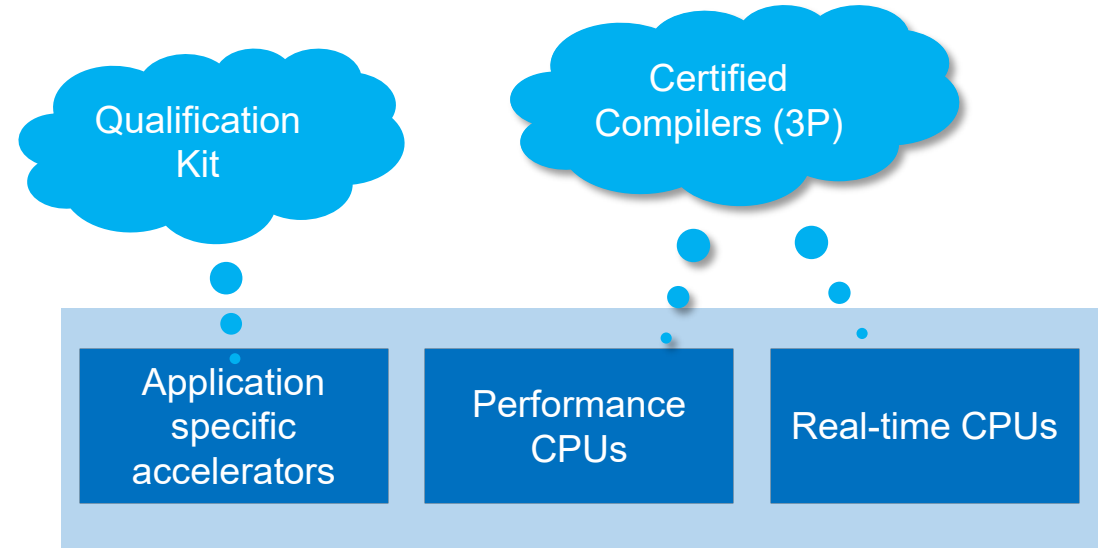 Qualification
Kit
Certified
Compilers (3P)
Application
specific
accelerators
Performance
CPUs
Real-time CPUs